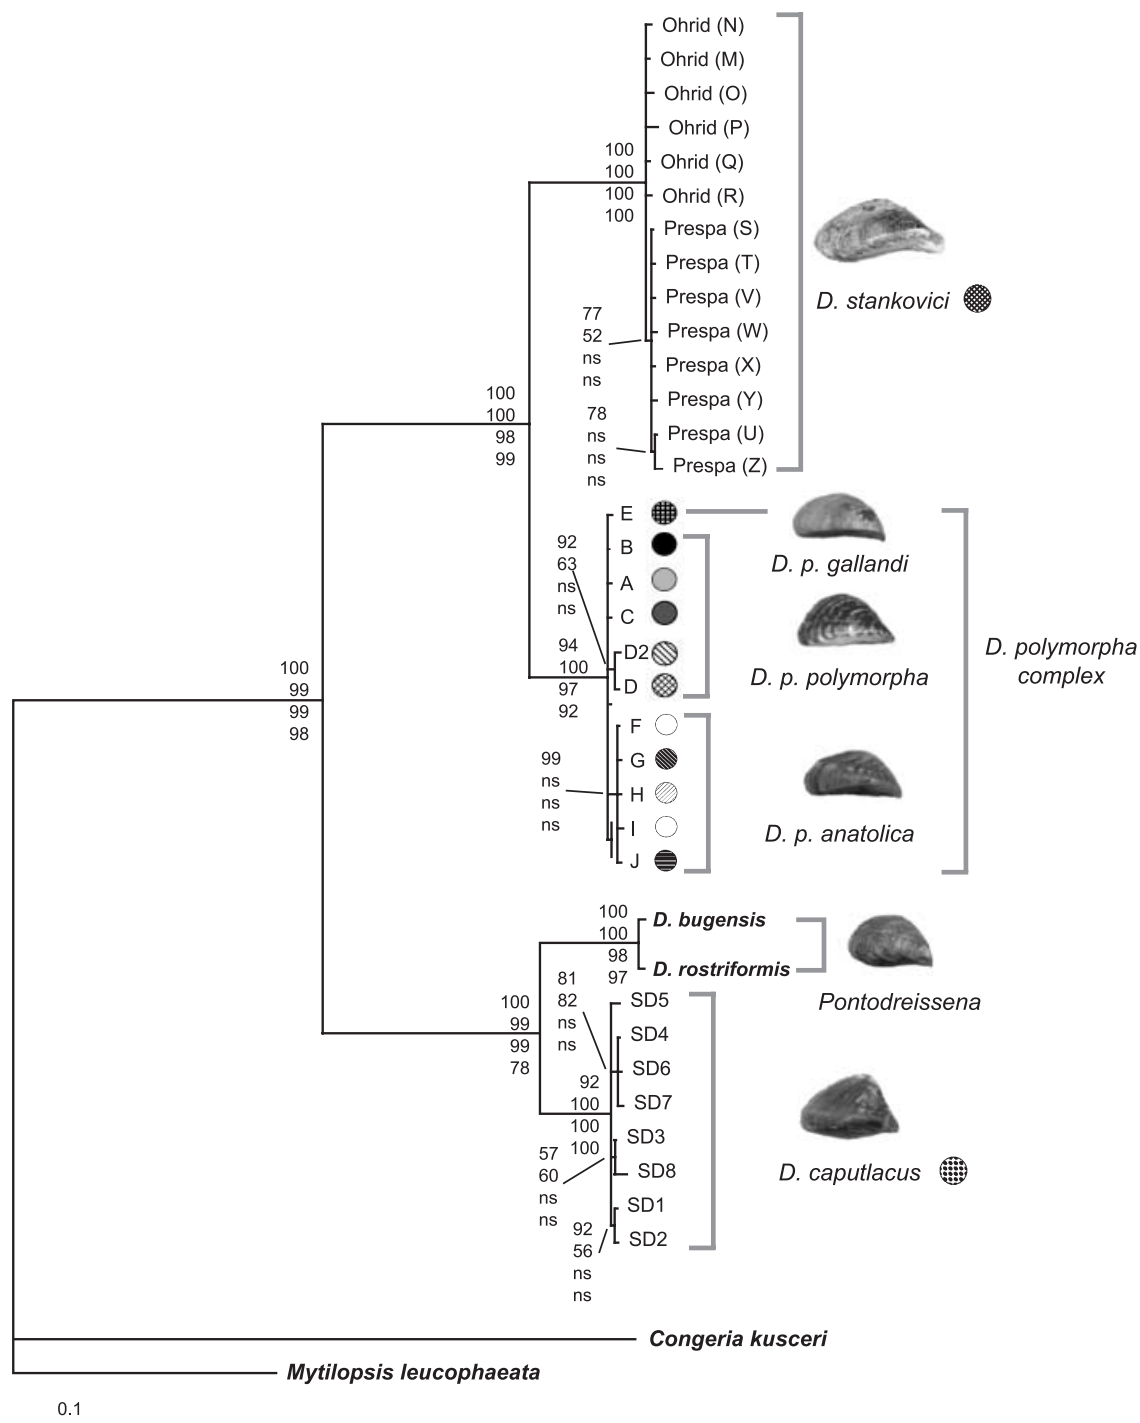 Ohrid (N)
Ohrid (M)
Ohrid (O)
Ohrid (P)
100
Ohrid (Q)
100
100
Ohrid (R)
100
Prespa (S)
Prespa (T)
Prespa (V)
D. stankovici
77
Prespa (W)
52
ns
Prespa (X)
ns
100
Prespa (Y)
100
78
98
ns
Prespa (U)
99
ns
Prespa (Z)
ns
E
92
B
63
D. p. gallandi
ns
A
ns
C
94
D2
D. polymorpha
complex
100
D. p. polymorpha
100
D
99
97
99
92
98
F
99
G
ns
H
ns
ns
I
D. p. anatolica
J
100
D. bugensis
100
98
D. rostriformis
97
81
100
82
SD5
Pontodreissena
99
ns
99
ns
SD4
78
SD6
92
100
SD7
100
SD3
100
57
60
SD8
D. caputlacus
ns
ns
SD1
92
SD2
56
ns
ns
Congeria kusceri
Mytilopsis leucophaeata
0.1